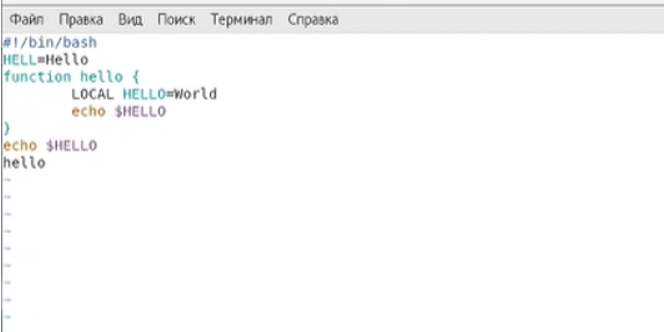 Файл Правка Вид Поиск Терминал Справка
#!/bin/bash
HELL=Hello
function hello {
        LOCAL HELLO=World
        echo $HELLO
}
echo $HELLO
hello
~
~
~
~
~
~
~
~
~